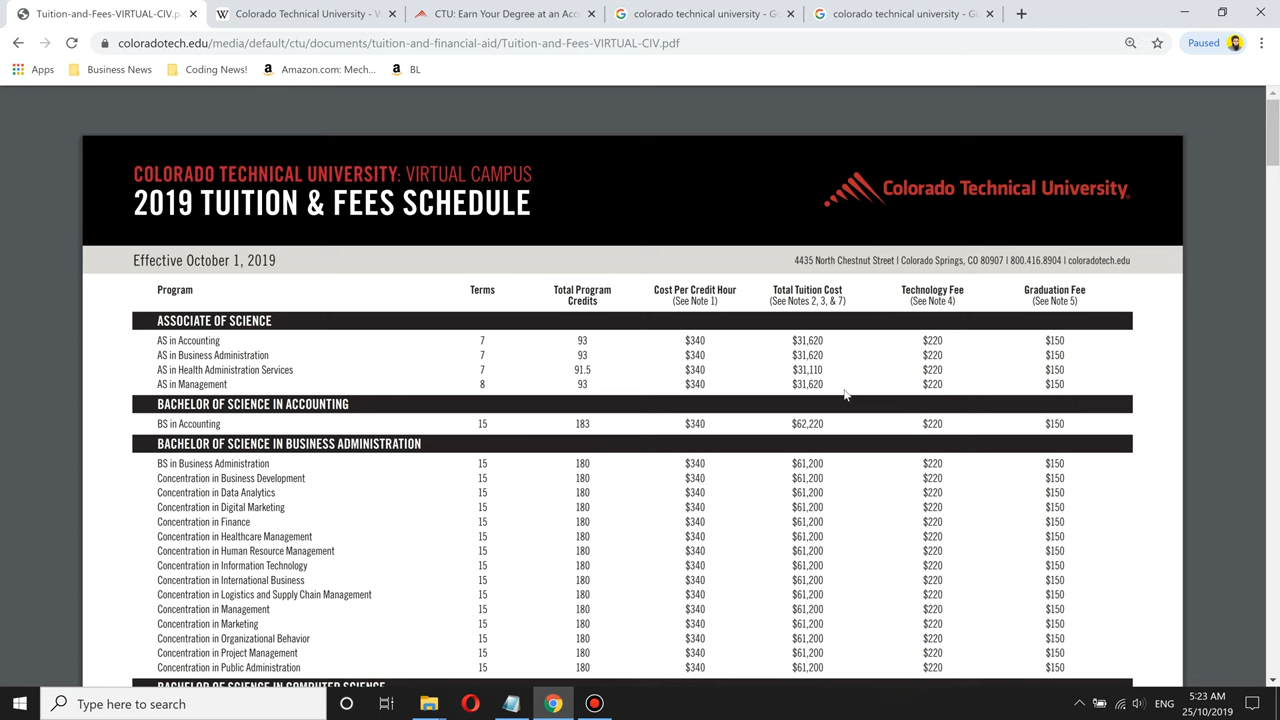 Tuition-and-Fees-VIRTUAL-CIV.p
Colorado Technical University - W
CTU: Earn Your Degree at an Acc
colorado technical university - G
colorado technical university - G
coloradotech.edu/media/default/ctu/documents/tuition-and-financial-aid/Tuition-and-Fees-VIRTUAL-CIV.pdf
Paused
Apps Business News Coding News! Amazon.com: Mech... BL
COLORADO TECHNICAL UNIVERSITY: VIRTUAL CAMPUS
2019 TUITION & FEES SCHEDULE
Colorado Technical University
Effective October 1, 2019
4435 North Chestnut Street | Colorado Springs, CO 80907 | 800.416.8904 | coloradotech.edu
Program Terms Total Program Credits Cost Per Credit Hour (See Note 1) Total Tuition Cost (See Notes 2, 3, & 7) Technology Fee (See Note 4) Graduation Fee (See Note 5)
ASSOCIATE OF SCIENCE
AS in Accounting 7 93 $340 $31,620 $220 $150
AS in Business Administration 7 93 $340 $31,620 $220 $150
AS in Health Administration Services 7 91.5 $340 $31,110 $220 $150
AS in Management 8 93 $340 $31,620 $220 $150
BACHELOR OF SCIENCE IN ACCOUNTING
BS in Accounting 15 183 $340 $62,220 $220 $150
BACHELOR OF SCIENCE IN BUSINESS ADMINISTRATION
BS in Business Administration 15 180 $340 $61,200 $220 $150
Concentration in Business Development 15 180 $340 $61,200 $220 $150
Concentration in Data Analytics 15 180 $340 $61,200 $220 $150
Concentration in Digital Marketing 15 180 $340 $61,200 $220 $150
Concentration in Finance 15 180 $340 $61,200 $220 $150
Concentration in Healthcare Management 15 180 $340 $61,200 $220 $150
Concentration in Human Resource Management 15 180 $340 $61,200 $220 $150
Concentration in Information Technology 15 180 $340 $61,200 $220 $150
Concentration in International Business 15 180 $340 $61,200 $220 $150
Concentration in Logistics and Supply Chain Management 15 180 $340 $61,200 $220 $150
Concentration in Management 15 180 $340 $61,200 $220 $150
Concentration in Marketing 15 180 $340 $61,200 $220 $150
Concentration in Organizational Behavior 15 180 $340 $61,200 $220 $150
Concentration in Project Management 15 180 $340 $61,200 $220 $150
Concentration in Public Administration 15 180 $340 $61,200 $220 $150
BACHELOR OF SCIENCE IN COMPUTER SCIENCE
Type here to search
ENG
5:23 AM
25/10/2019